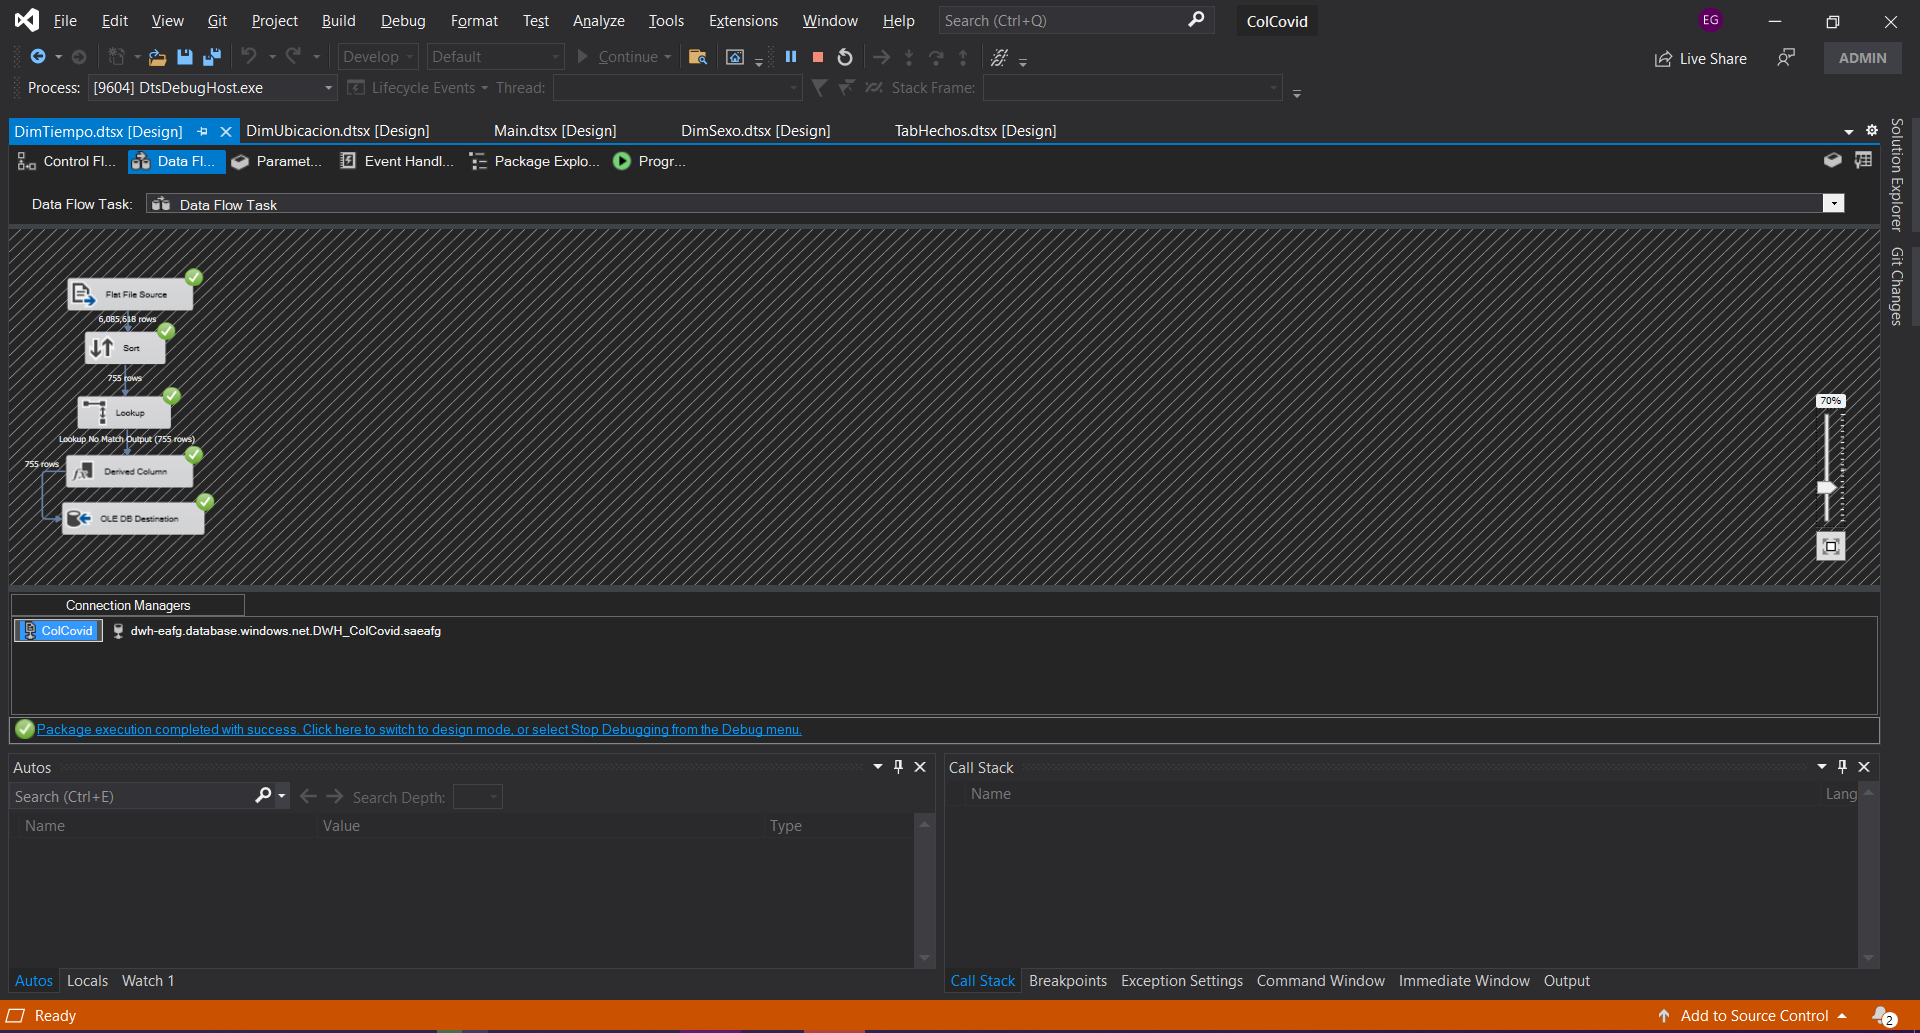 File Edit View Git Project Build Debug Format Test Analyze Tools Extensions Window Help Search (Ctrl+Q) ColCovid EG
Develop Default Continue Live Share ADMIN
Process: [9604] DtsDebugHost.exe Lifecycle Events Thread: Stack Frame:
DimTiempo.dtsx [Design] DimUbicacion.dtsx [Design] Main.dtsx [Design] DimSexo.dtsx [Design] TabHechos.dtsx [Design]
Control Fl... Data Fl... Paramet... Event Handl... Package Explo... Progr...
Data Flow Task: Data Flow Task
Solution Explorer
Git Changes
Flat File Source
6,085,618 rows
Sort
755 rows
Lookup
Lookup No Match Output (755 rows)
755 rows
Derived Column
OLE DB Destination
70%
Connection Managers
ColCovid dwh-eafg.database.windows.net.DWH_ColCovid.saeafg
Package execution completed with success. Click here to switch to design mode, or select Stop Debugging from the Debug menu.
Autos
Search (Ctrl+E) Search Depth:
Name Value Type
Autos Locals Watch 1
Call Stack
Name Lang
Call Stack Breakpoints Exception Settings Command Window Immediate Window Output
Ready Add to Source Control 2